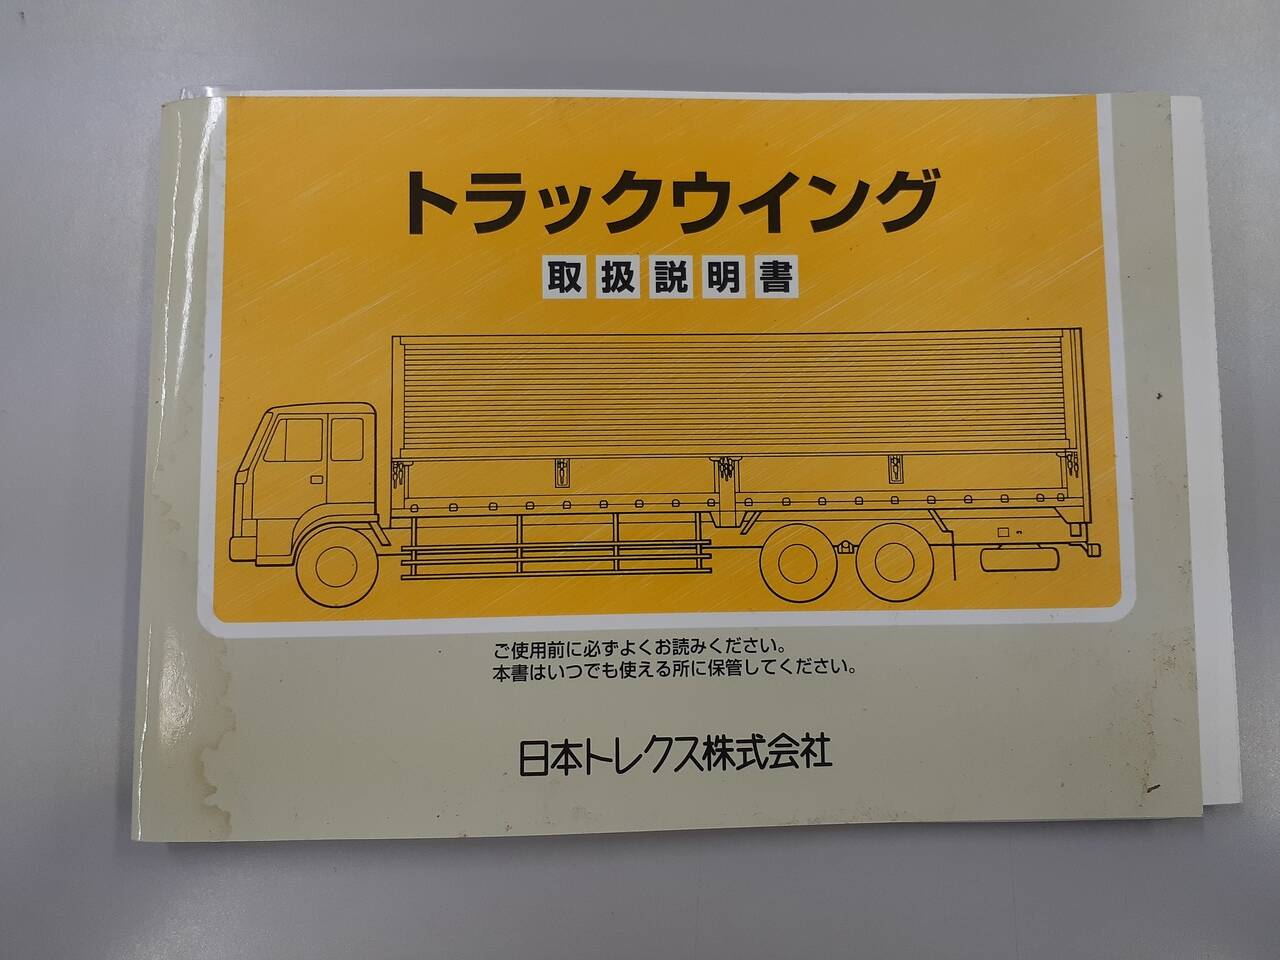 トラックウイング
取扱説明書
ご使用前に必ずよくお読みください。
本書はいつでも使える所に保管してください。
日本トレクス株式会社